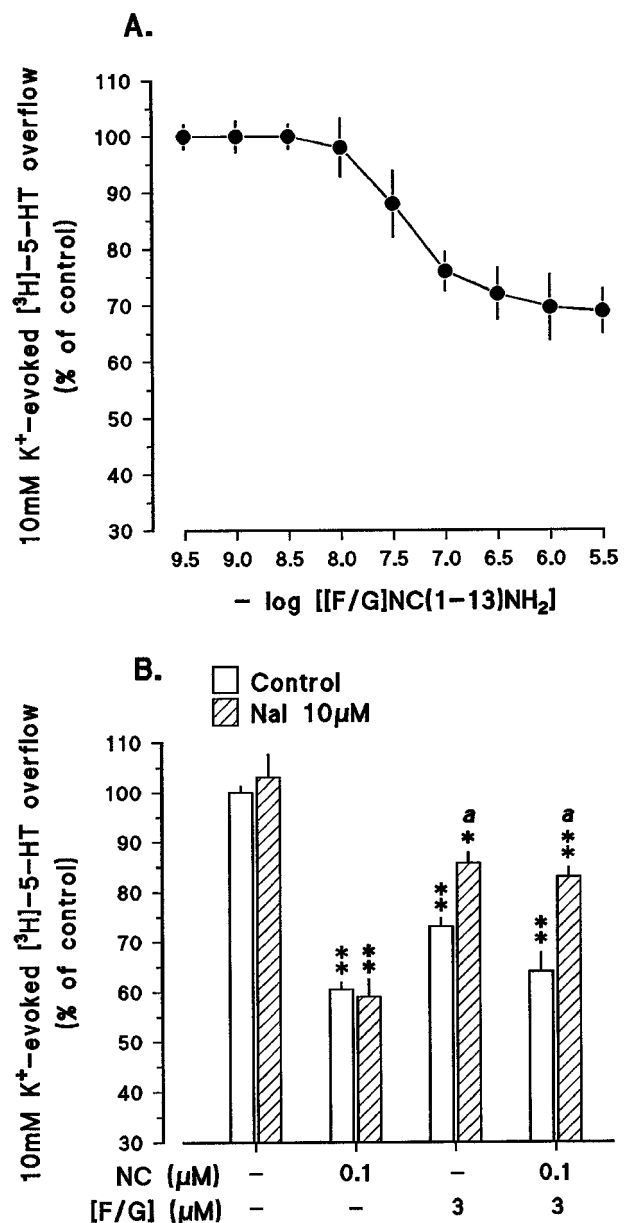 A.
10mM K⁺−evoked [³H]−5−HT overflow
(% of control)
110
100
90
80
70
60
50
40
30
9.5 9.0 8.5 8.0 7.5 7.0 6.5 6.0 5.5
− log [[F/G]NC(1−13)NH₂]
B.
Control
Nal 10μM
10mM K⁺−evoked [³H]−5−HT overflow
(% of control)
110
100
90
80
70
60
50
40
30
**
**
**
a
*
**
a
**
NC (μM) − 0.1 − 0.1
[F/G] (μM) − − 3 3